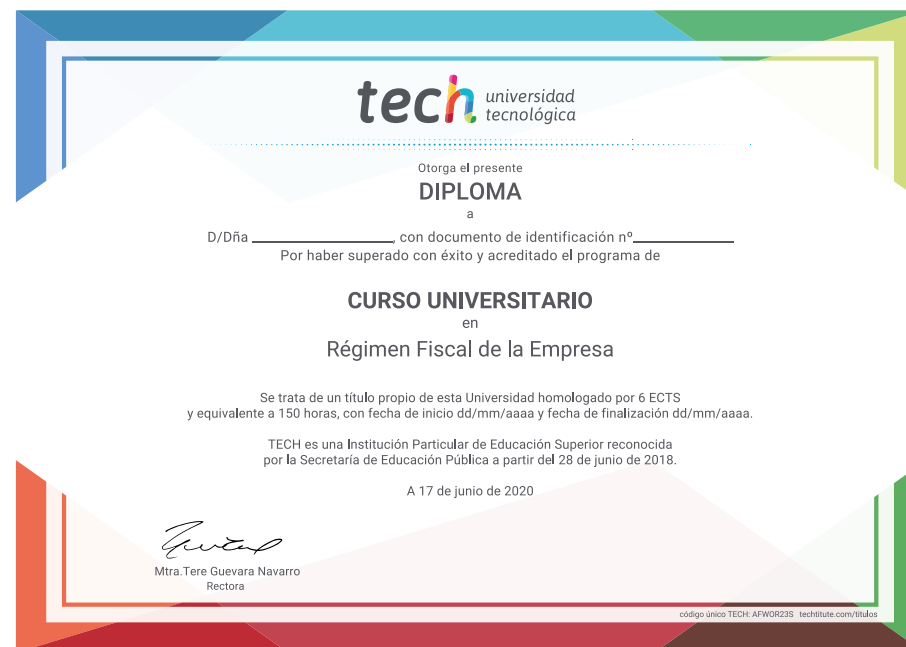 tech universidad
tecnológica
Otorga el presente
DIPLOMA
a
D/Dña ____________________, con documento de identificación nº______________
Por haber superado con éxito y acreditado el programa de
CURSO UNIVERSITARIO
en
Régimen Fiscal de la Empresa
Se trata de un título propio de esta Universidad homologado por 6 ECTS
y equivalente a 150 horas, con fecha de inicio dd/mm/aaaa y fecha de finalización dd/mm/aaaa.
TECH es una Institución Particular de Educación Superior reconocida
por la Secretaría de Educación Pública a partir del 28 de junio de 2018.
A 17 de junio de 2020
Mtra.Tere Guevara Navarro
Rectora
código único TECH: AFWOR23S techtitute.com/titulos